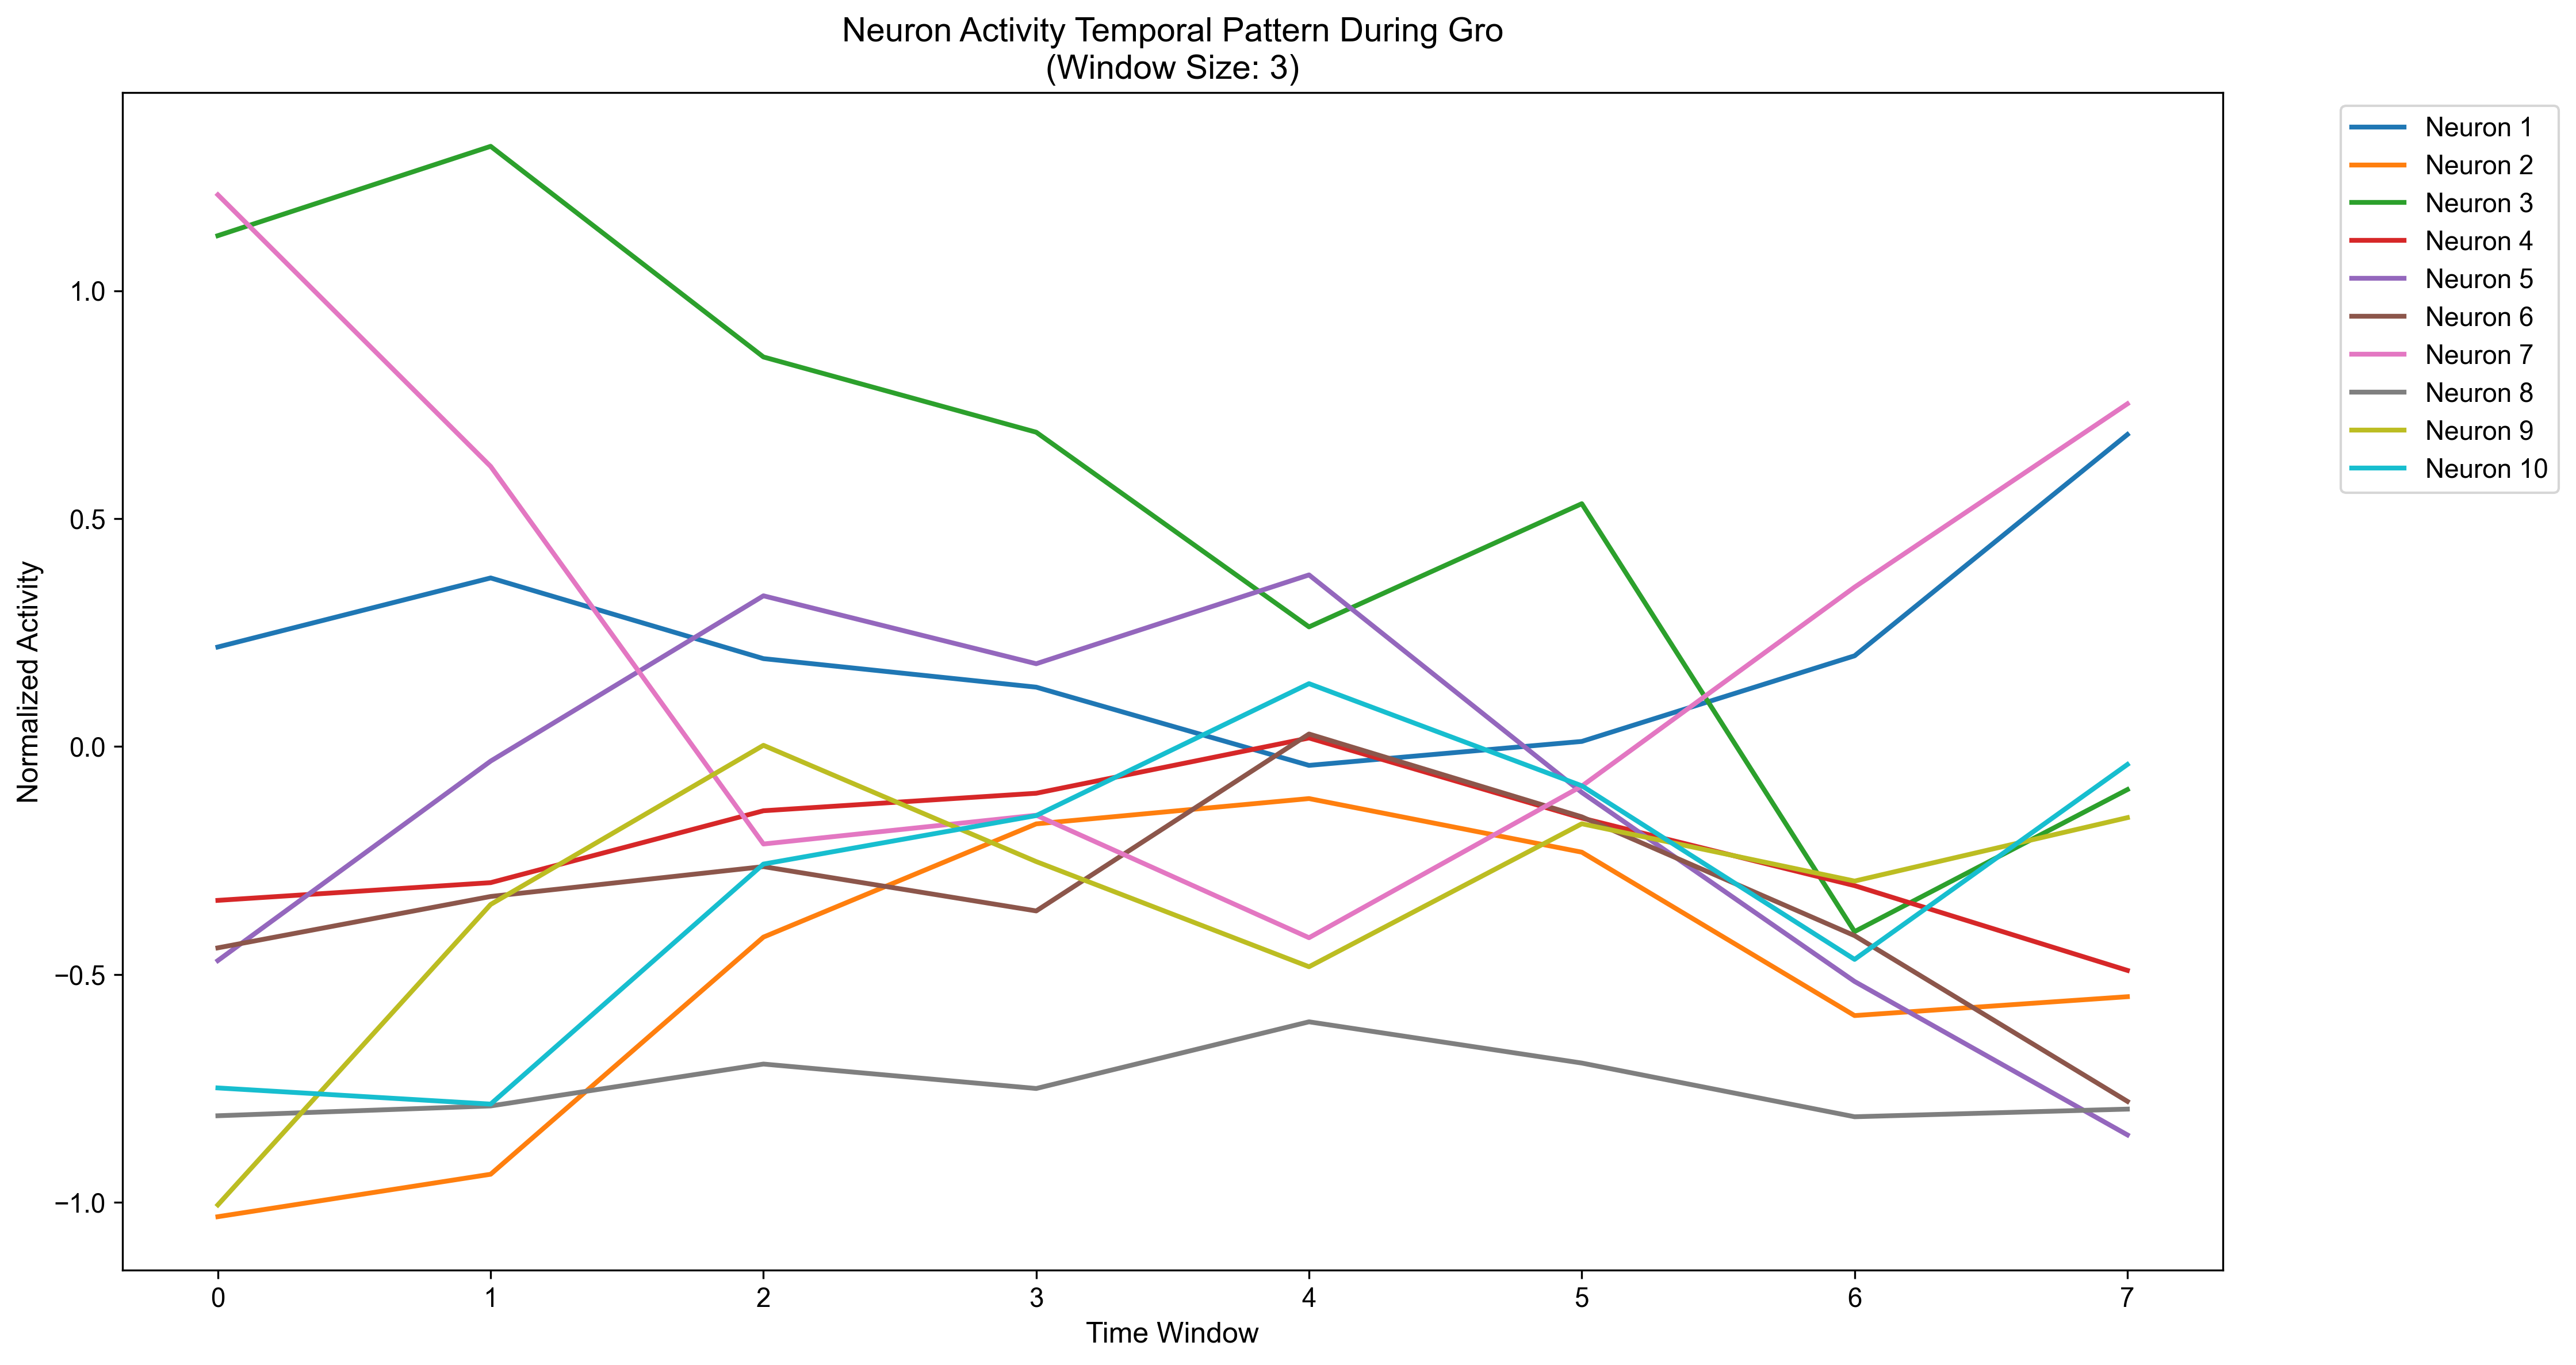 Neuron Activity Temporal Pattern During Gro
(Window Size: 3)
Normalized Activity
1.0
0.5
0.0
−0.5
−1.0
0 1 2 3 4 5 6 7
Time Window
Neuron 1
Neuron 2
Neuron 3
Neuron 4
Neuron 5
Neuron 6
Neuron 7
Neuron 8
Neuron 9
Neuron 10